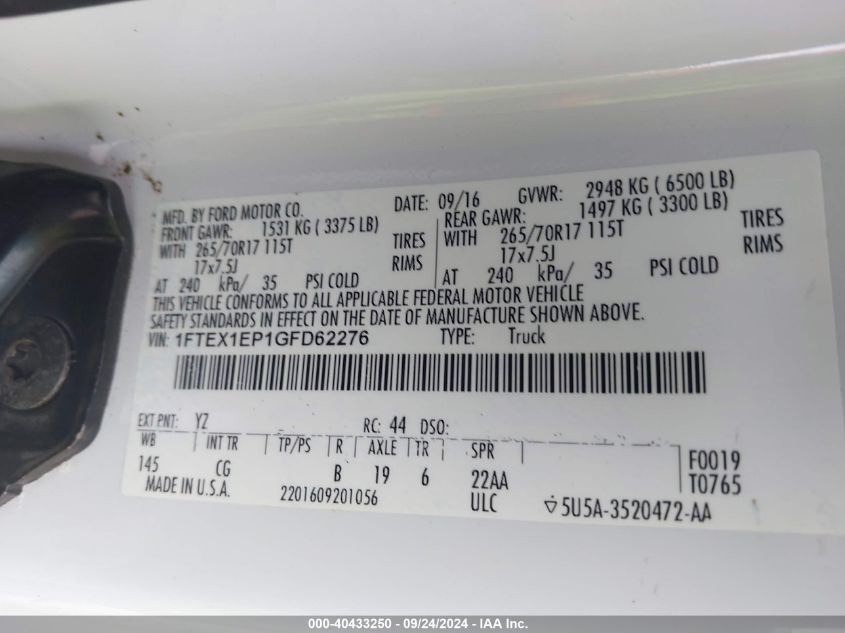 MFD. BY FORD MOTOR CO. DATE: 09/16 GVWR: 2948 KG ( 6500 LB)
FRONT GAWR: 1531 KG ( 3375 LB) REAR GAWR: 1497 KG ( 3300 LB)
WITH 265/70R17 115T TIRES WITH 265/70R17 115T TIRES
17x7.5J RIMS 17x7.5J RIMS
AT 240 kPa/ 35 PSI COLD AT 240 kPa/ 35 PSI COLD
THIS VEHICLE CONFORMS TO ALL APPLICABLE FEDERAL MOTOR VEHICLE
SAFETY STANDARDS IN EFFECT ON THE DATE OF MANUFACTURE SHOWN ABOVE.
VIN: 1FTEX1EP1GFD62276 TYPE: Truck
EXT PNT: YZ RC: 44 DSO:
WB INT TR TP/PS R AXLE TR SPR
145 CG B 19 6 22AA F0019
T0765
MADE IN U.S.A. 2201609201056 ULC 5U5A-3520472-AA
000-40433250 - 09/24/2024 - IAA Inc.